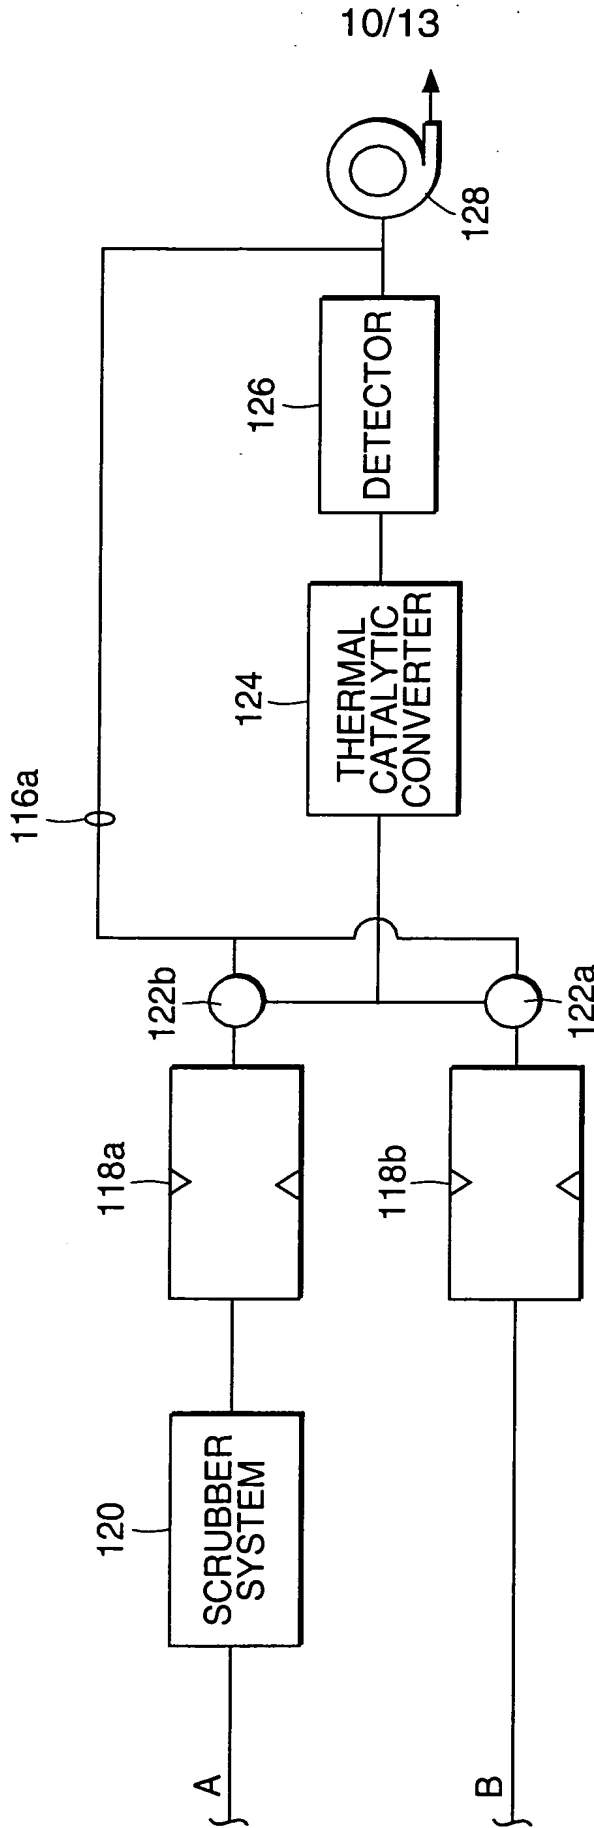 10/13
128
DETECTOR
126
THERMAL
CATALYTIC
CONVERTER
124
116a
122b
122a
118a
118b
SCRUBBER
SYSTEM
120
A
B